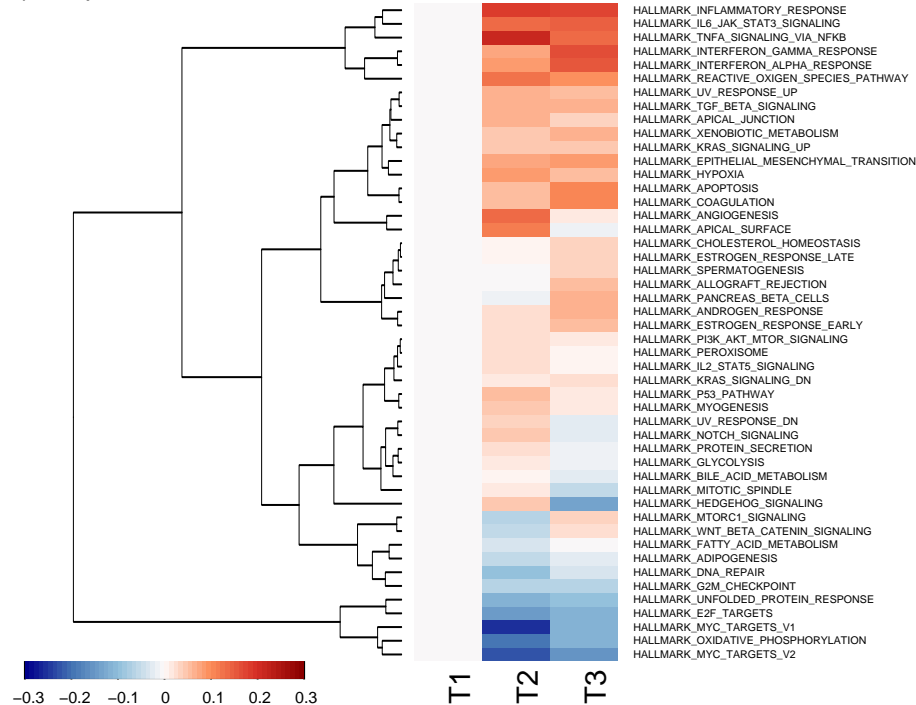 HALLMARK_INFLAMMATORY_RESPONSE
HALLMARK_IL6_JAK_STAT3_SIGNALING
HALLMARK_TNFA_SIGNALING_VIA_NFKB
HALLMARK_INTERFERON_GAMMA_RESPONSE
HALLMARK_INTERFERON_ALPHA_RESPONSE
HALLMARK_REACTIVE_OXIGEN_SPECIES_PATHWAY
HALLMARK_UV_RESPONSE_UP
HALLMARK_TGF_BETA_SIGNALING
HALLMARK_APICAL_JUNCTION
HALLMARK_XENOBIOTIC_METABOLISM
HALLMARK_KRAS_SIGNALING_UP
HALLMARK_EPITHELIAL_MESENCHYMAL_TRANSITION
HALLMARK_HYPOXIA
HALLMARK_APOPTOSIS
HALLMARK_COAGULATION
HALLMARK_ANGIOGENESIS
HALLMARK_APICAL_SURFACE
HALLMARK_CHOLESTEROL_HOMEOSTASIS
HALLMARK_ESTROGEN_RESPONSE_LATE
HALLMARK_SPERMATOGENESIS
HALLMARK_ALLOGRAFT_REJECTION
HALLMARK_PANCREAS_BETA_CELLS
HALLMARK_ANDROGEN_RESPONSE
HALLMARK_ESTROGEN_RESPONSE_EARLY
HALLMARK_PI3K_AKT_MTOR_SIGNALING
HALLMARK_PEROXISOME
HALLMARK_IL2_STAT5_SIGNALING
HALLMARK_KRAS_SIGNALING_DN
HALLMARK_P53_PATHWAY
HALLMARK_MYOGENESIS
HALLMARK_UV_RESPONSE_DN
HALLMARK_NOTCH_SIGNALING
HALLMARK_PROTEIN_SECRETION
HALLMARK_GLYCOLYSIS
HALLMARK_BILE_ACID_METABOLISM
HALLMARK_MITOTIC_SPINDLE
HALLMARK_HEDGEHOG_SIGNALING
HALLMARK_MTORC1_SIGNALING
HALLMARK_WNT_BETA_CATENIN_SIGNALING
HALLMARK_FATTY_ACID_METABOLISM
HALLMARK_ADIPOGENESIS
HALLMARK_DNA_REPAIR
HALLMARK_G2M_CHECKPOINT
HALLMARK_UNFOLDED_PROTEIN_RESPONSE
HALLMARK_E2F_TARGETS
HALLMARK_MYC_TARGETS_V1
HALLMARK_OXIDATIVE_PHOSPHORYLATION
HALLMARK_MYC_TARGETS_V2
T1 T2 T3
−0.3 −0.2 −0.1 0 0.1 0.2 0.3